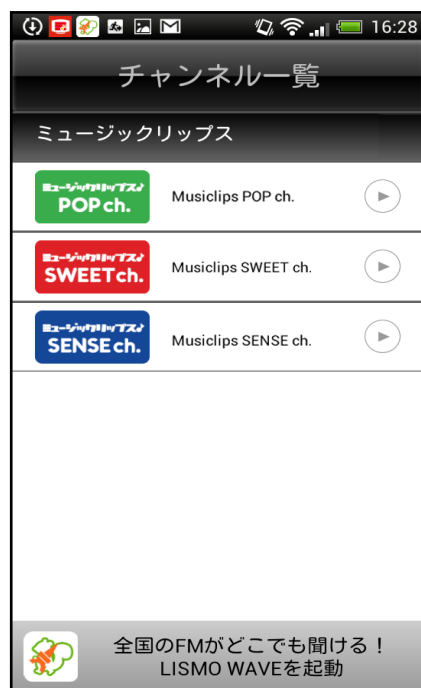 16:28
チャンネル一覧
ミュージックリップス
ミュージックリップス♪
POP ch.
Musiclips POP ch.
ミュージックリップス♪
SWEET ch.
Musiclips SWEET ch.
ミュージックリップス♪
SENSE ch.
Musiclips SENSE ch.
全国のFMがどこでも聞ける！
LISMO WAVEを起動